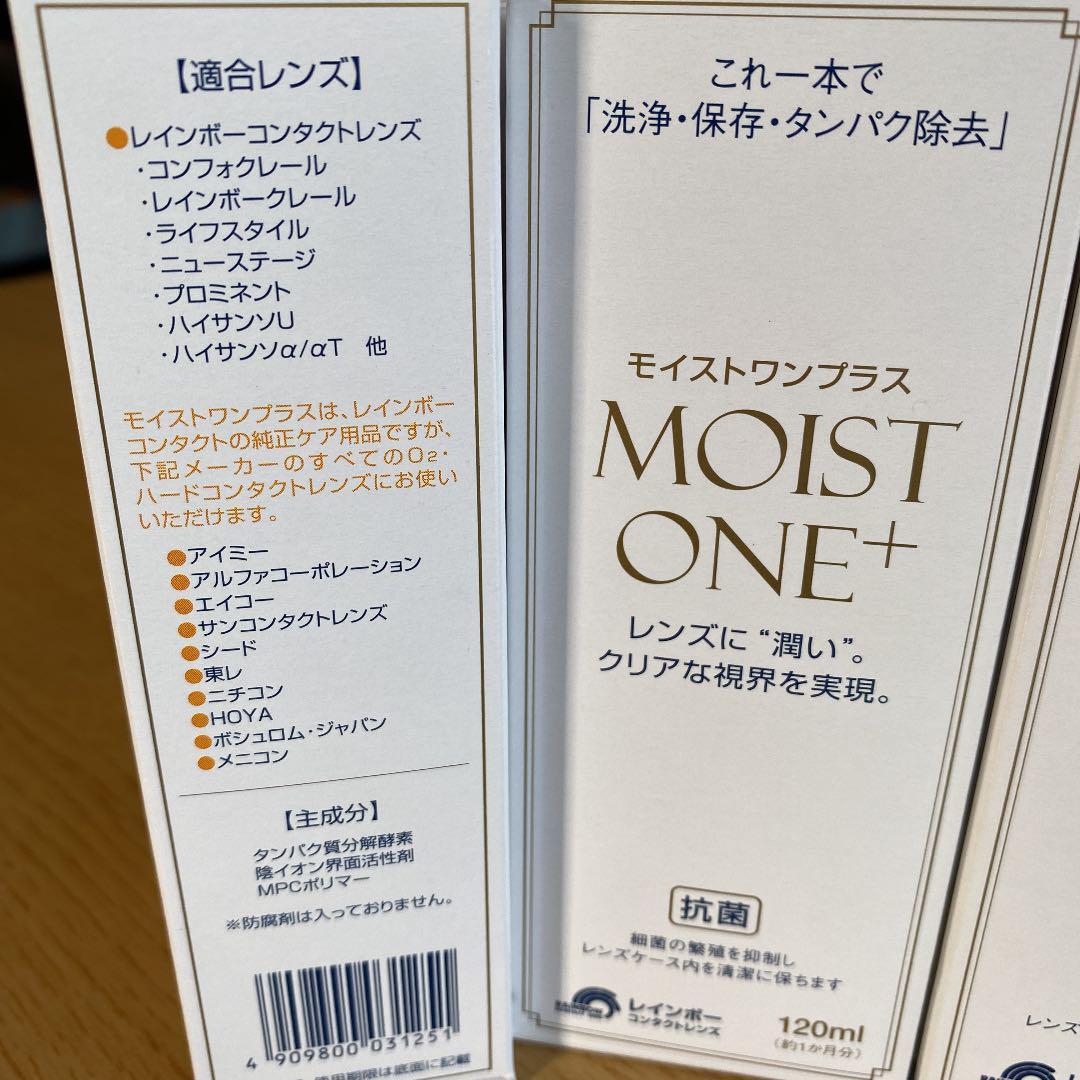 【適合レンズ】
●レインボーコンタクトレンズ
・コンフォクレール
・レインボークレール
・ライフスタイル
・ニューステージ
・プロミネント
・ハイサンソU
・ハイサンソα/αT 他
モイストワンプラスは、レインボー
コンタクトの純正ケア用品ですが、
下記メーカーのすべてのO₂・
ハードコンタクトレンズにお使い
いただけます。
●アイミー
●アルファコーポレーション
●エイコー
●サンコンタクトレンズ
●シード
●東レ
●ニチコン
●HOYA
●ボシュロム・ジャパン
●メニコン
【主成分】
タンパク質分解酵素
陰イオン界面活性剤
MPCポリマー
※防腐剤は入っておりません。
4 909800 031251
使用期限は底面に記載
これ一本で
「洗浄・保存・タンパク除去」
モイストワンプラス
MOIST
ONE+
レンズに“潤い”。
クリアな視界を実現。
抗菌
細菌の繁殖を抑制し
レンズケース内を清潔に保ちます
レインボー
コンタクトレンズ
120ml
(約1か月分)
レンズ
レイン